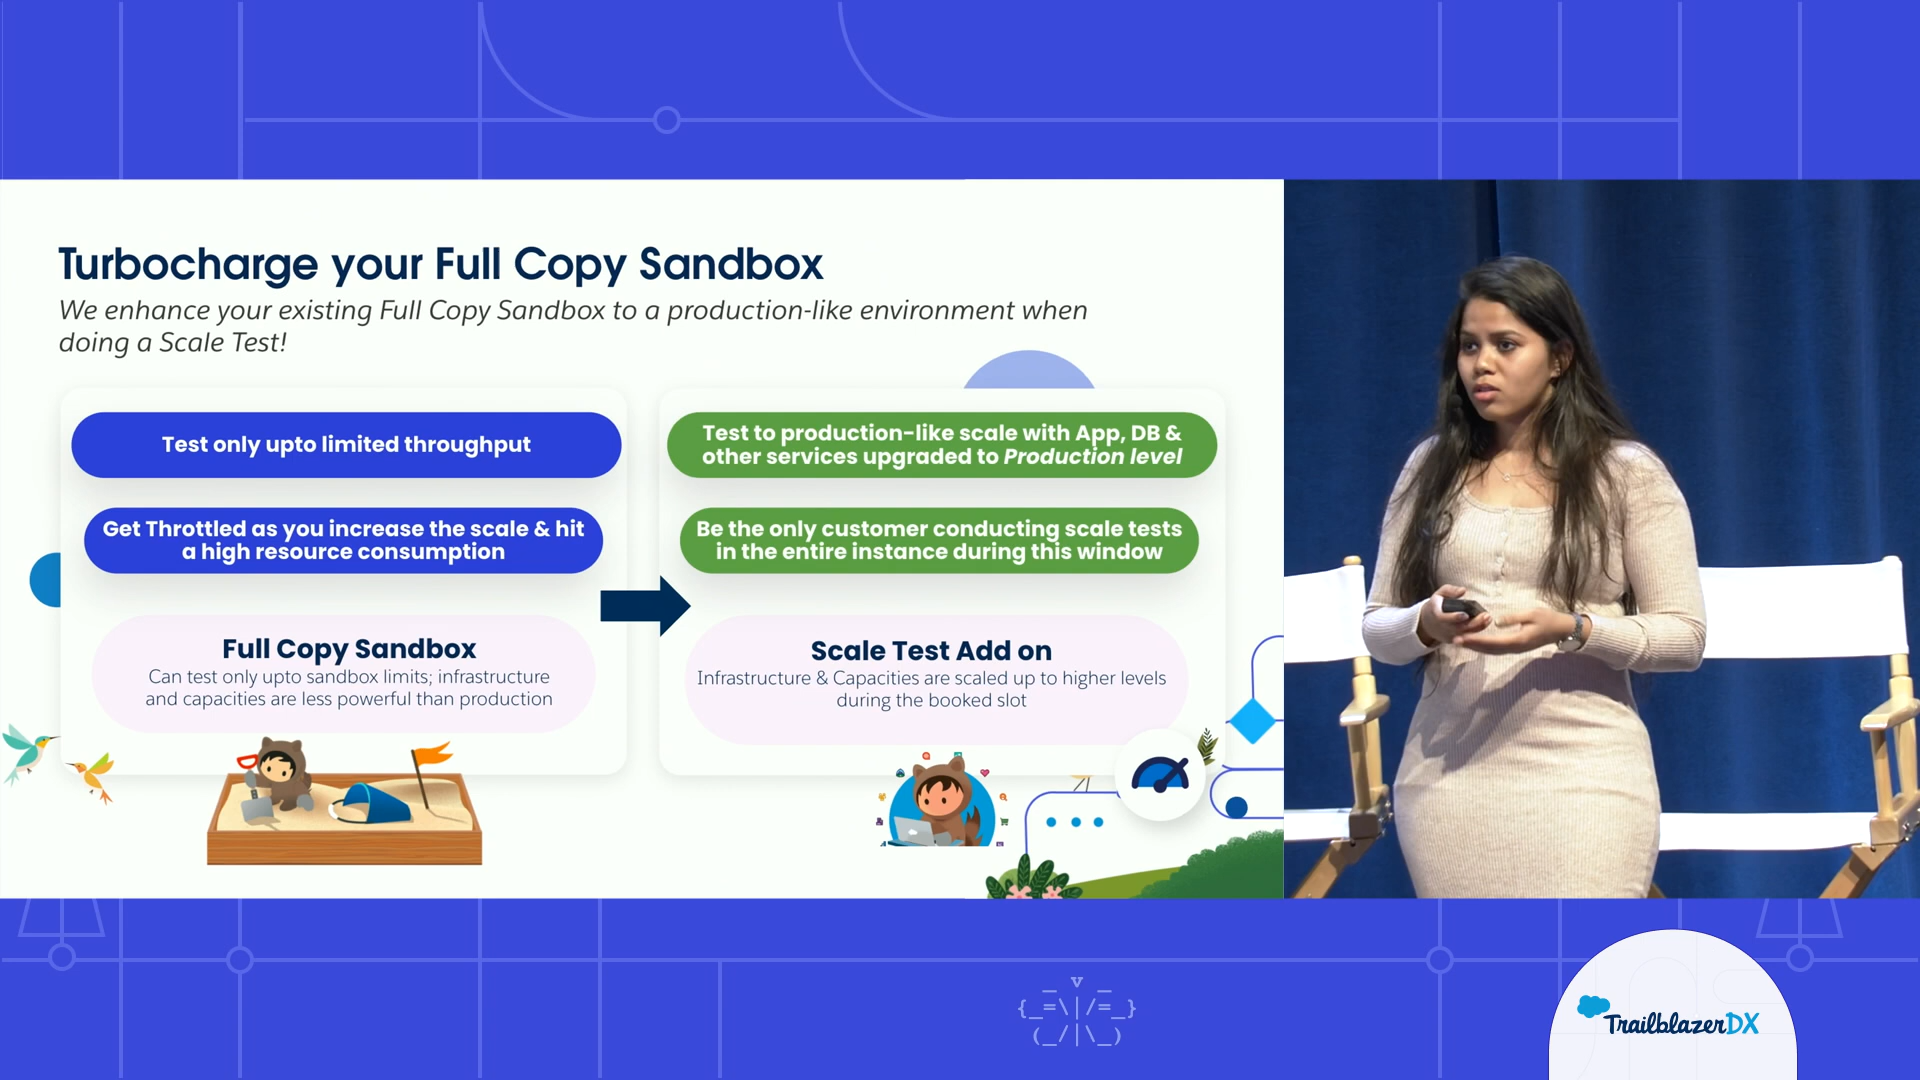 Turbocharge your Full Copy Sandbox
We enhance your existing Full Copy Sandbox to a production-like environment when
doing a Scale Test!
Test only upto limited throughput
Get Throttled as you increase the scale & hit
a high resource consumption
Full Copy Sandbox
Can test only upto sandbox limits; infrastructure
and capacities are less powerful than production
Test to production-like scale with App, DB &
other services upgraded to Production level
Be the only customer conducting scale tests
in the entire instance during this window
Scale Test Add on
Infrastructure & Capacities are scaled up to higher levels
during the booked slot
TrailblazerDX